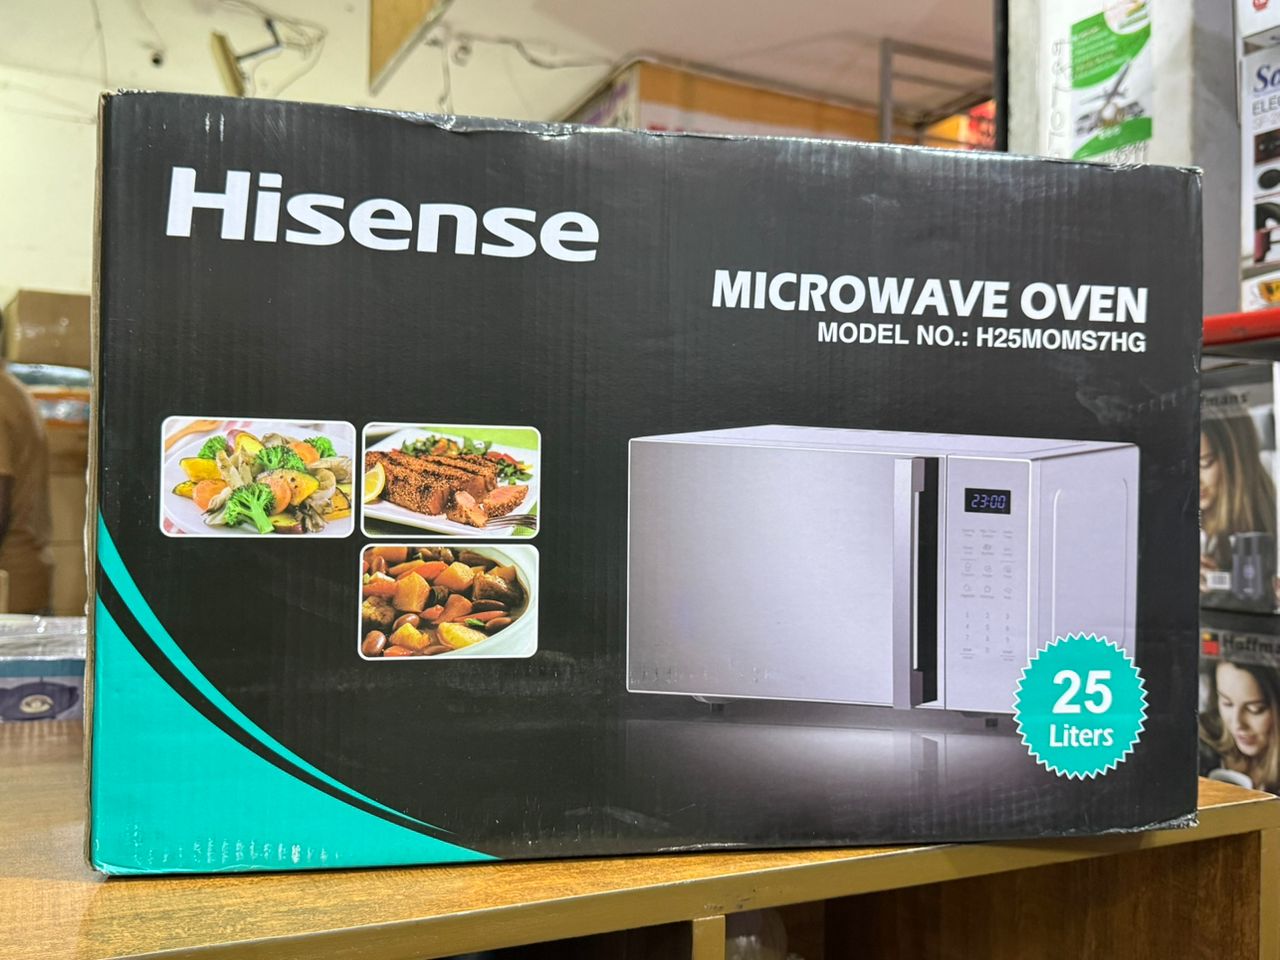 Hisense
MICROWAVE OVEN
MODEL NO.: H25MOMS7HG
23:00
25
Liters